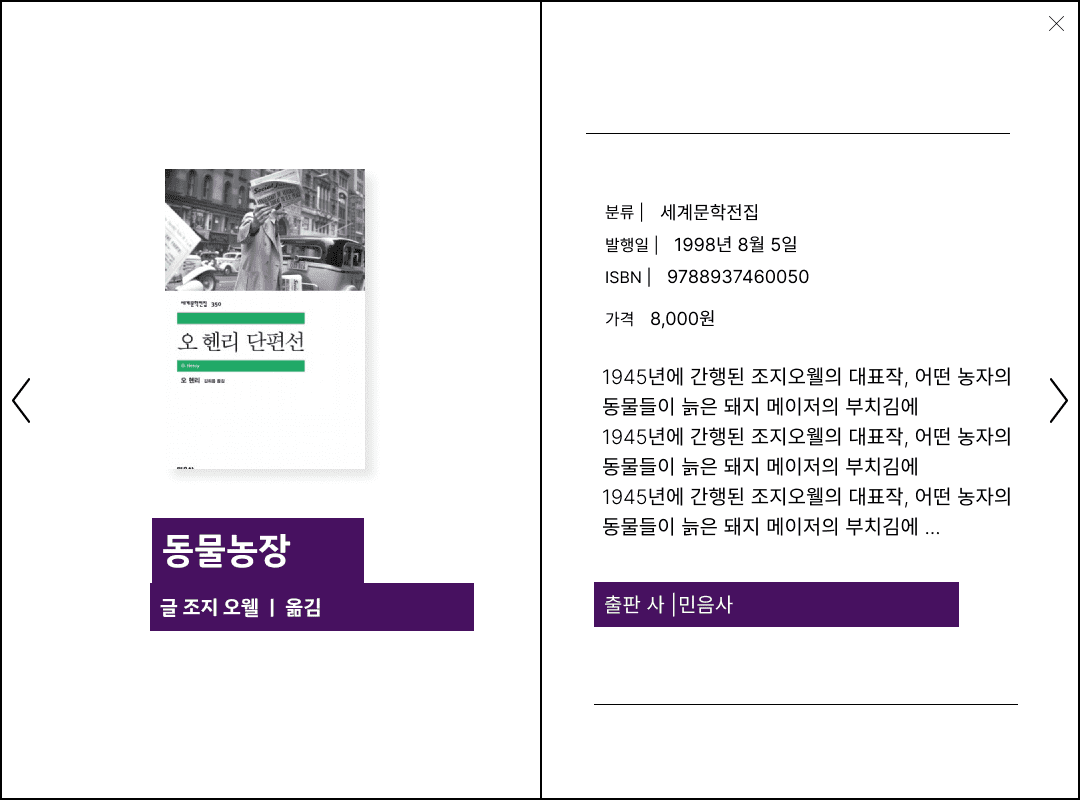 세계문학전집 350
오 헨리 단편선
O Henry
오 헨리
동물농장
글 조지 오웰 ㅣ 옮김
분류 | 세계문학전집
발행일 | 1998년 8월 5일
ISBN | 9788937460050
가격 8,000원
1945년에 간행된 조지오웰의 대표작, 어떤 농자의
동물들이 늙은 돼지 메이저의 부치김에
1945년에 간행된 조지오웰의 대표작, 어떤 농자의
동물들이 늙은 돼지 메이저의 부치김에
1945년에 간행된 조지오웰의 대표작, 어떤 농자의
동물들이 늙은 돼지 메이저의 부치김에 ...
출판 사 |민음사